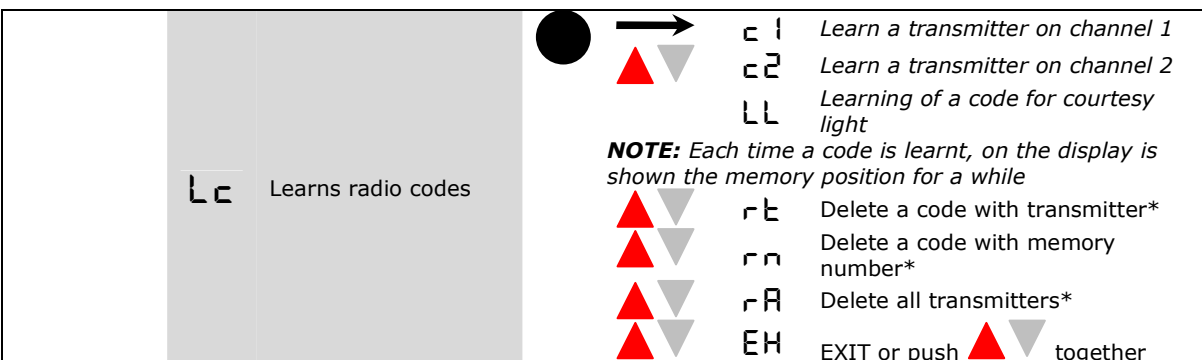 c1 Learn a transmitter on channel 1
c2 Learn a transmitter on channel 2
LL Learning of a code for courtesy
light
NOTE: Each time a code is learnt, on the display is
shown the memory position for a while
Lc Learns radio codes
rt Delete a code with transmitter*
rn Delete a code with memory
number*
rA Delete all transmitters*
EH EXIT or push together